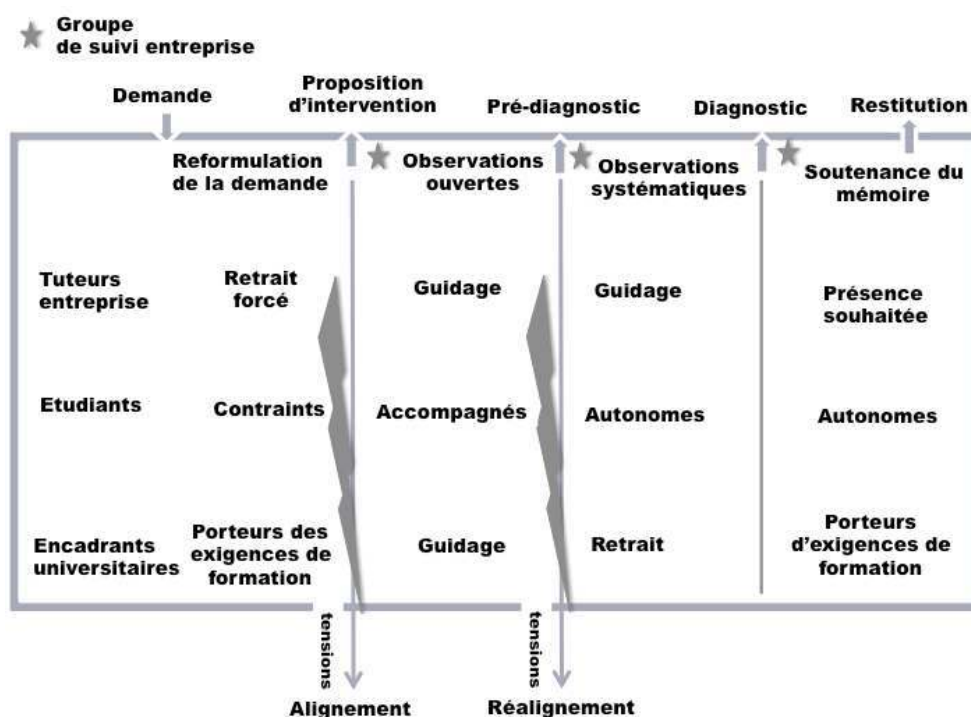 Groupe
de suivi entreprise
Demande
Proposition
d'intervention
Pré-diagnostic
Diagnostic
Restitution
Reformulation
de la demande
Observations
ouvertes
Observations
systématiques
Soutenance du
mémoire
Tuteurs
entreprise
Retrait
forcé
Guidage
Guidage
Présence
souhaitée
Etudiants
Contraints
Accompagnés
Autonomes
Autonomes
Encadrants
universitaires
Porteurs des
exigences de
formation
Guidage
Retrait
Porteurs
d'exigences de
formation
tensions
tensions
Alignement
Réalignement